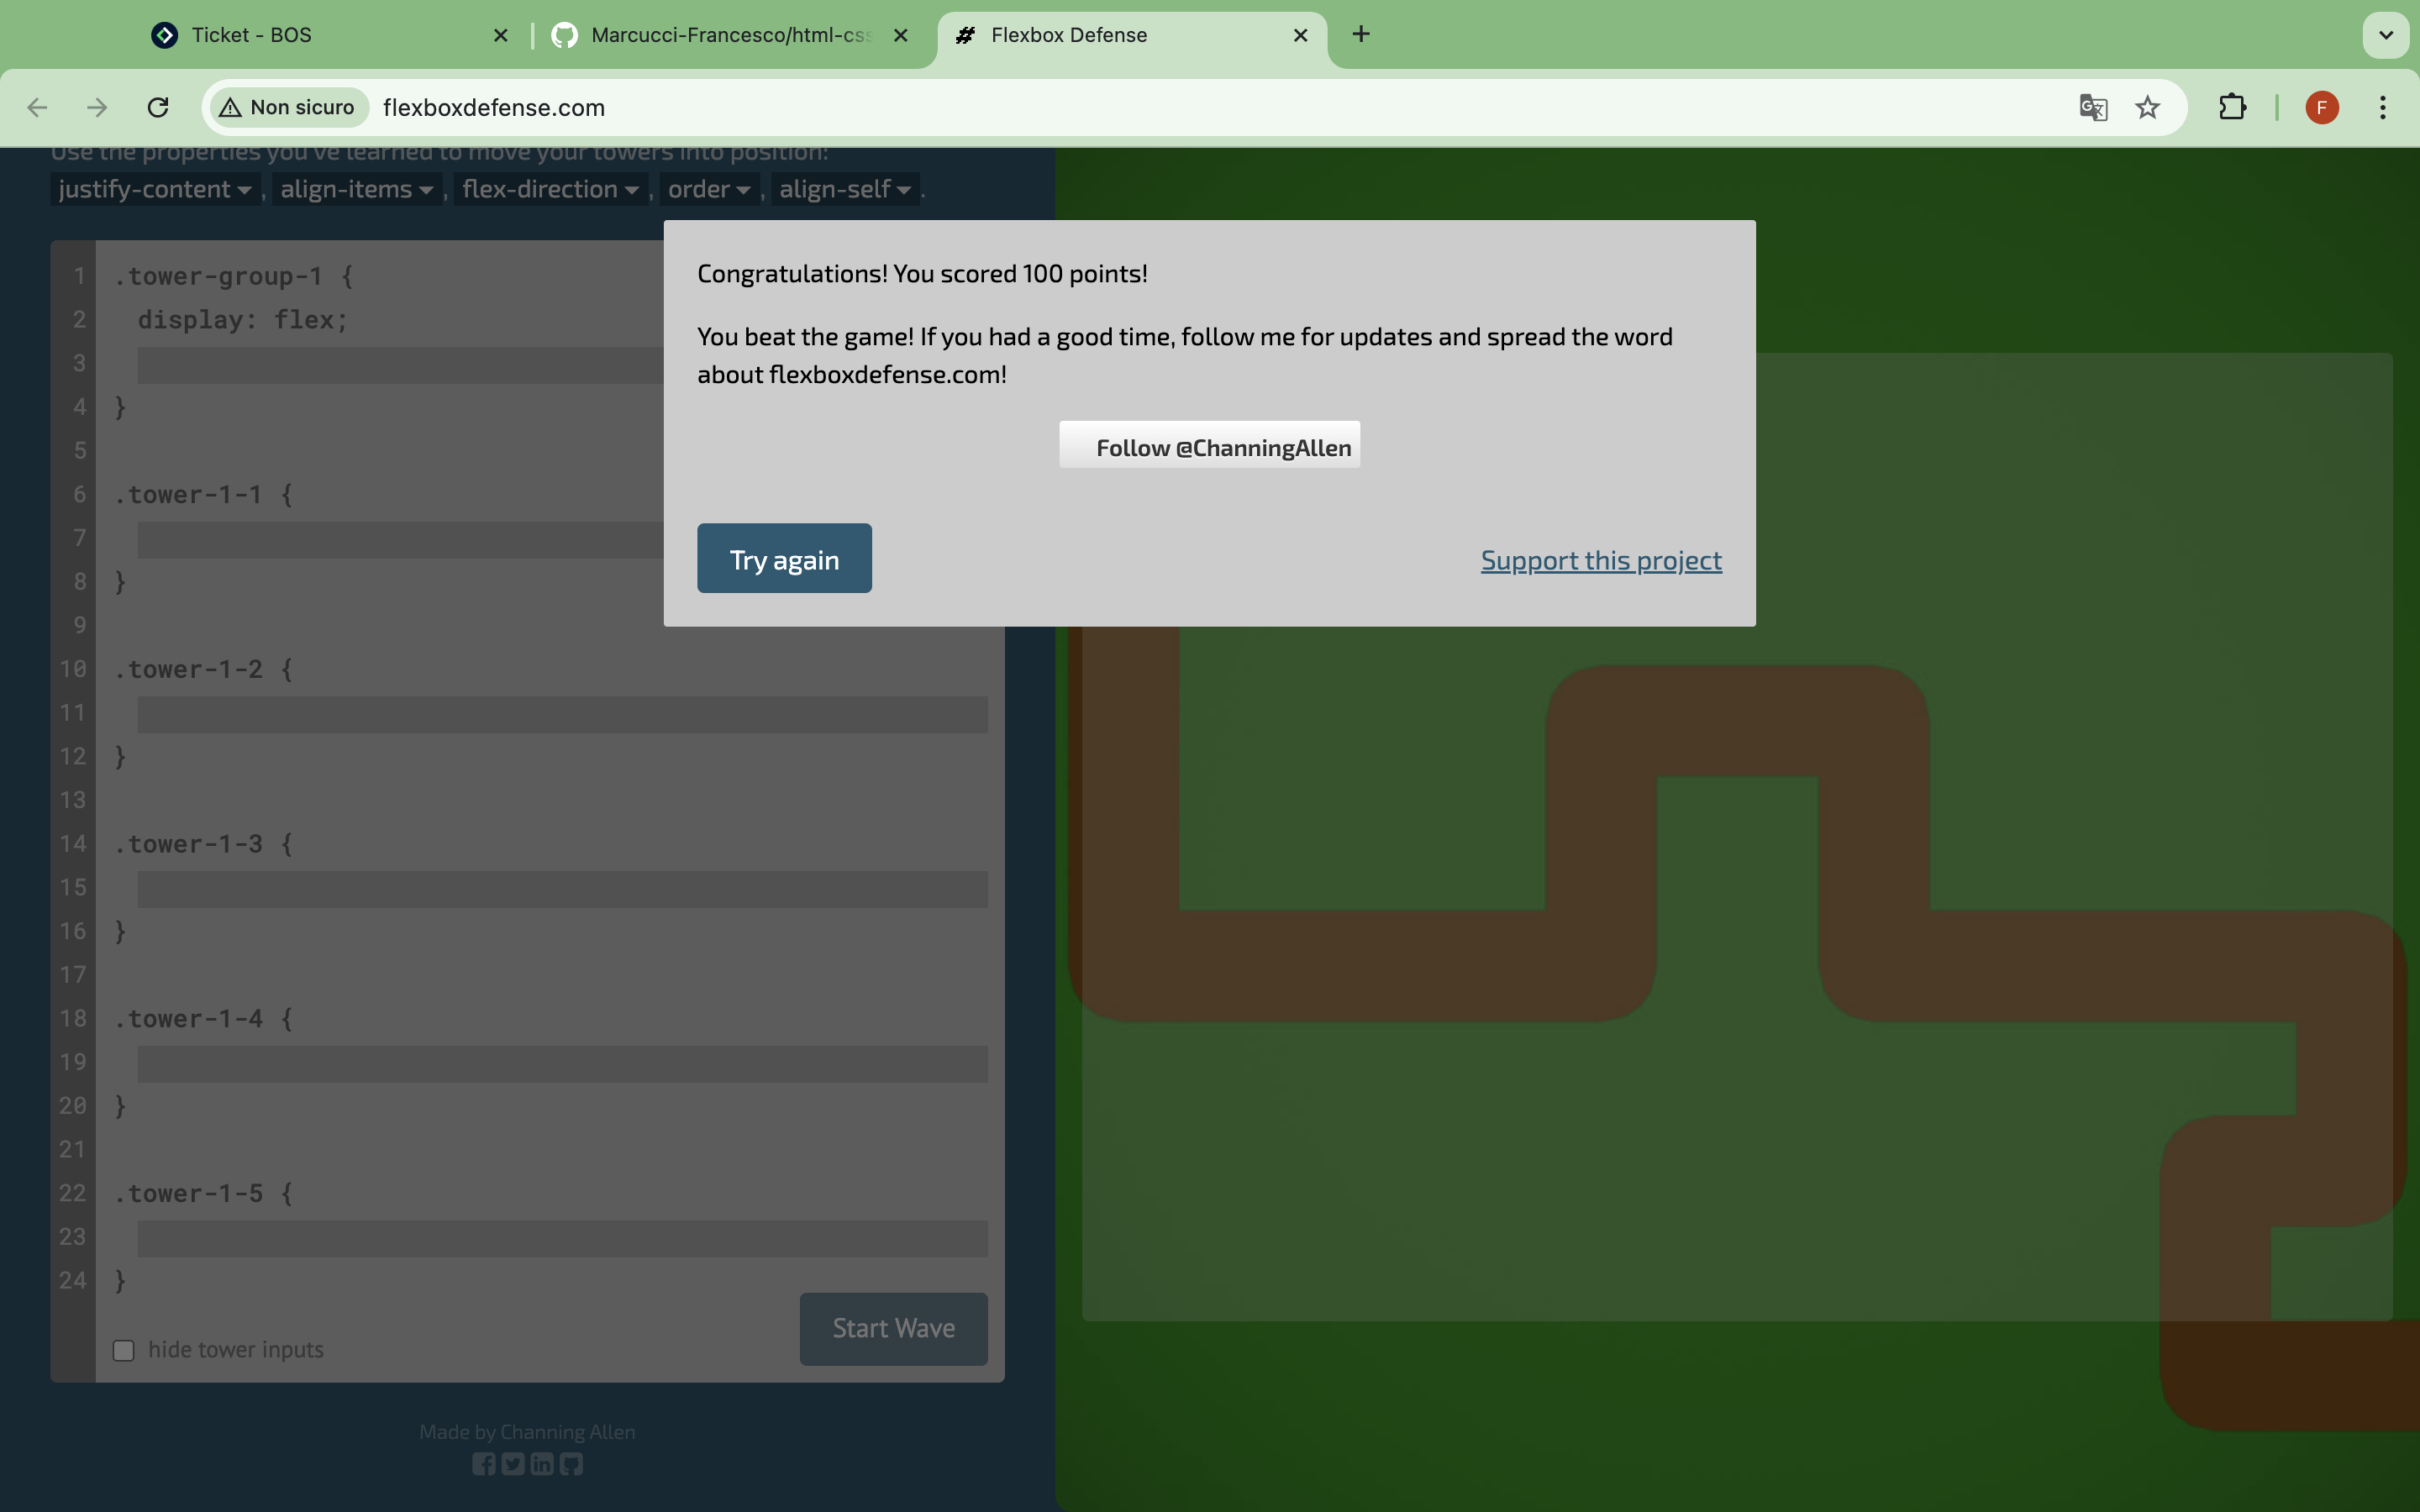 Ticket - BOS
Marcucci-Francesco/html-css
Flexbox Defense
Non sicuro
flexboxdefense.com
F
Use the properties you've learned to move your towers into position:
justify-content , align-items , flex-direction , order , align-self .
1 .tower-group-1 {
2 display: flex;
3
4 }
5
6 .tower-1-1 {
7
8 }
9
10 .tower-1-2 {
11
12 }
13
14 .tower-1-3 {
15
16 }
17
18 .tower-1-4 {
19
20 }
21
22 .tower-1-5 {
23
24 }
hide tower inputs
Start Wave
Made by Channing Allen
Congratulations! You scored 100 points!
You beat the game! If you had a good time, follow me for updates and spread the word
about flexboxdefense.com!
Follow @ChanningAllen
Try again
Support this project